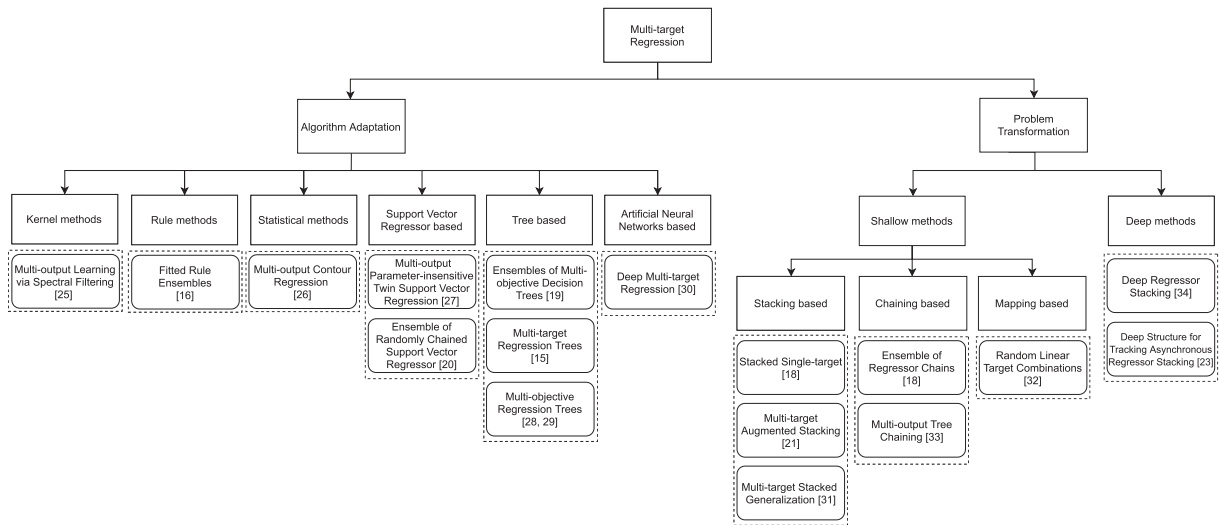 Multi-target
Regression
Algorithm Adaptation
Problem
Transformation
Kernel methods
Rule methods
Statistical methods
Support Vector
Regressor based
Tree based
Artificial Neural
Networks based
Shallow methods
Deep methods
Multi-output Learning
via Spectral Filtering
[25]
Fitted Rule
Ensembles
[16]
Multi-output Contour
Regression
[26]
Multi-output
Parameter-insensitive
Twin Support Vector
Regression [27]
Ensemble of
Randomly Chained
Support Vector
Regressor [20]
Ensembles of Multi-
objective Decision
Trees [19]
Multi-target
Regression Trees
[15]
Multi-objective
Regression Trees
[28, 29]
Deep Multi-target
Regression [30]
Stacking based
Chaining based
Mapping based
Stacked Single-target
[18]
Multi-target
Augmented Stacking
[21]
Multi-target Stacked
Generalization [31]
Ensemble of
Regressor Chains
[18]
Multi-output Tree
Chaining [33]
Random Linear
Target Combinations
[32]
Deep Regressor
Stacking [34]
Deep Structure for
Tracking Asynchronous
Regressor Stacking [23]